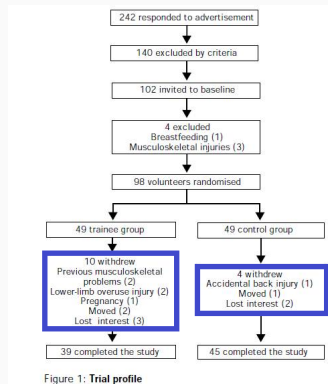 242 responded to advertisement
140 excluded by criteria
102 invited to baseline
4 excluded
Breastfeeding (1)
Musculoskeletal injuries (3)
98 volunteers randomised
49 trainee group
49 control group
10 withdrew
Previous musculoskeletal
problems (2)
Lower-limb overuse injury (2)
Pregnancy (1)
Moved (2)
Lost interest (3)
4 withdrew
Accidental back injury (1)
Moved (1)
Lost interest (2)
39 completed the study
45 completed the study
Figure 1: Trial profile